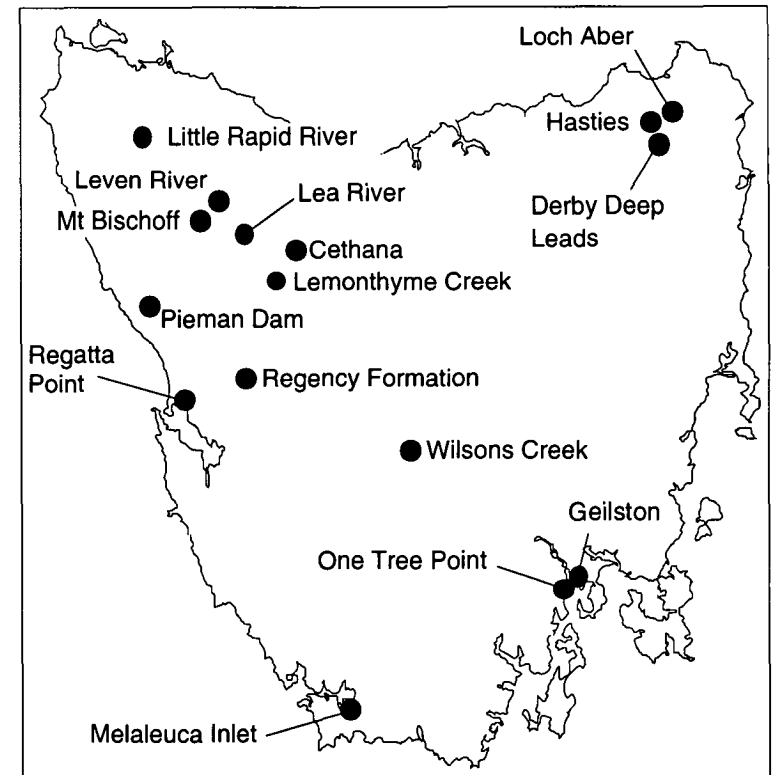 Loch Aber
Hasties
Little Rapid River
Derby Deep
Leads
Leven River
Lea River
Mt Bischoff
Cethana
Lemonthyme Creek
Pieman Dam
Regatta
Point
Regency Formation
Wilsons Creek
Geilston
One Tree Point
Melaleuca Inlet